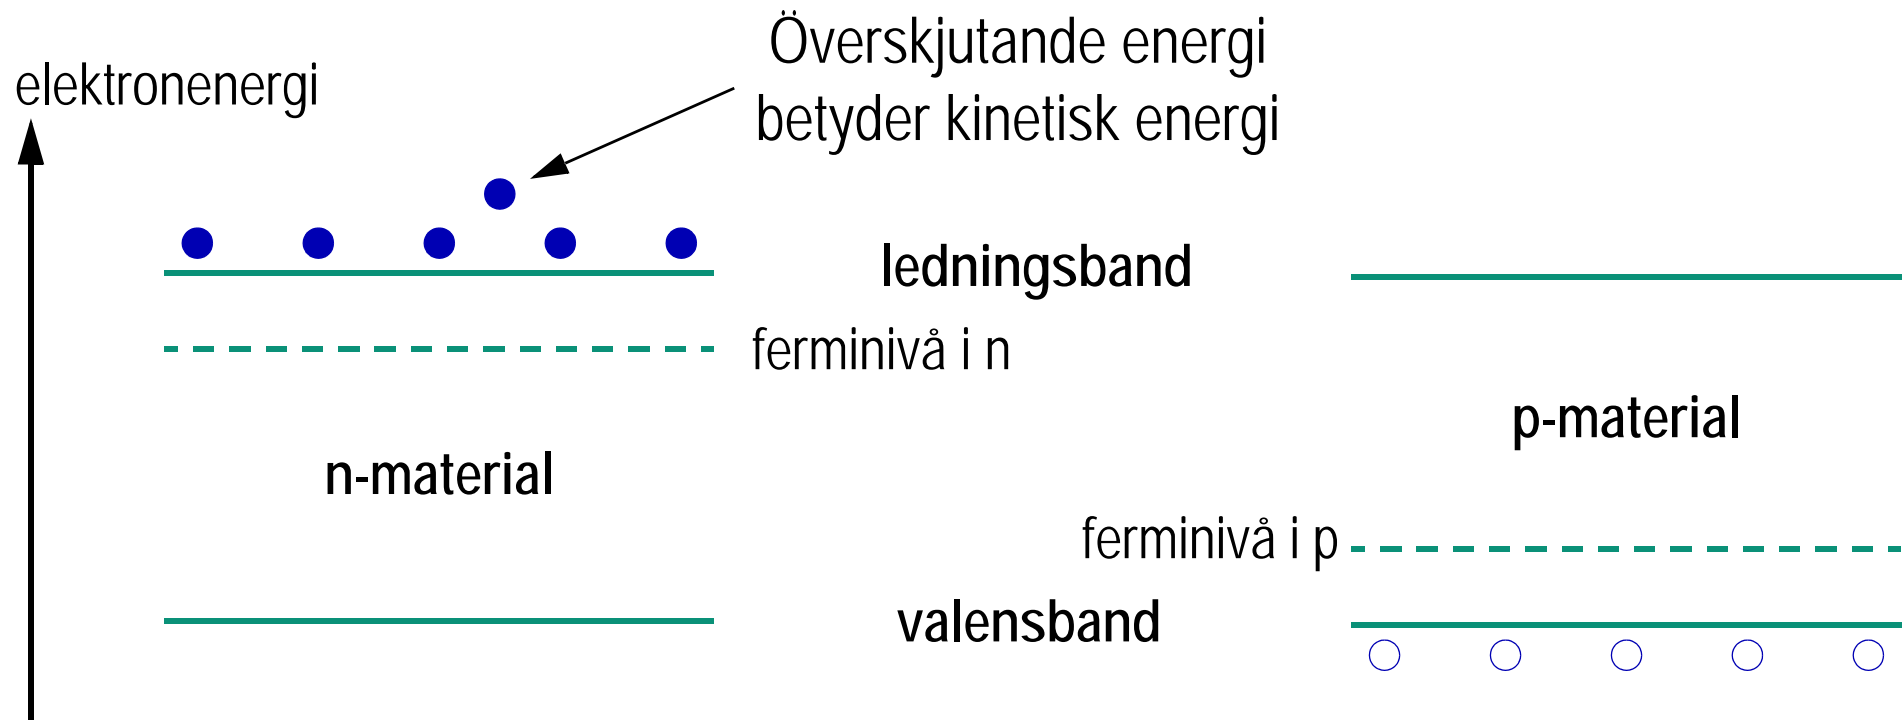 Överskjutande energi
betyder kinetisk energi
elektronenergi
ledningsband
ferminivå i n
p-material
n-material
ferminivå i p
valensband